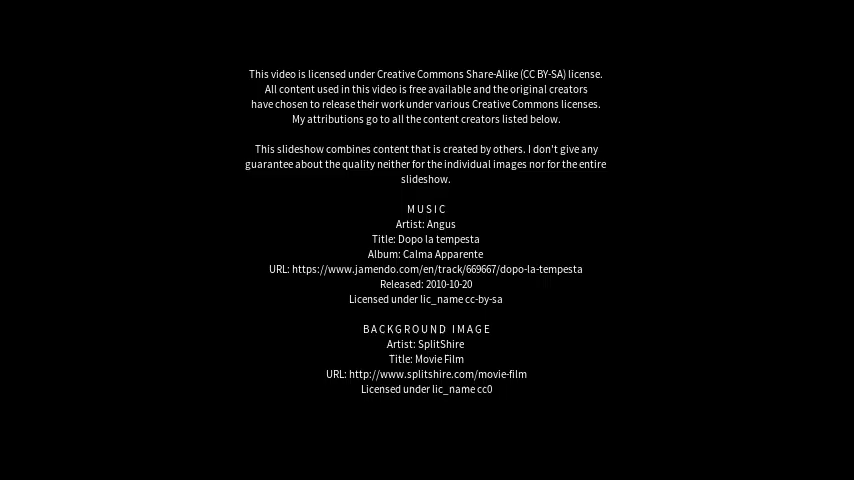 This video is licensed under Creative Commons Share-Alike (CC BY-SA) license.
All content used in this video is free available and the original creators
have chosen to release their work under various Creative Commons licenses.
My attributions go to all the content creators listed below.
This slideshow combines content that is created by others. I don't give any
guarantee about the quality neither for the individual images nor for the entire
slideshow.
MUSIC
Artist: Angus
Title: Dopo la tempesta
Album: Calma Apparente
URL: https://www.jamendo.com/en/track/669667/dopo-la-tempesta
Released: 2010-10-20
Licensed under lic_name cc-by-sa
BACKGROUND IMAGE
Artist: SplitShire
Title: Movie Film
URL: http://www.splitshire.com/movie-film
Licensed under lic_name cc0